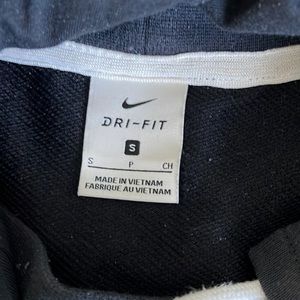 DRI-FIT
S
S P CH
MADE IN VIETNAM
FABRIQUE AU VIETNAM